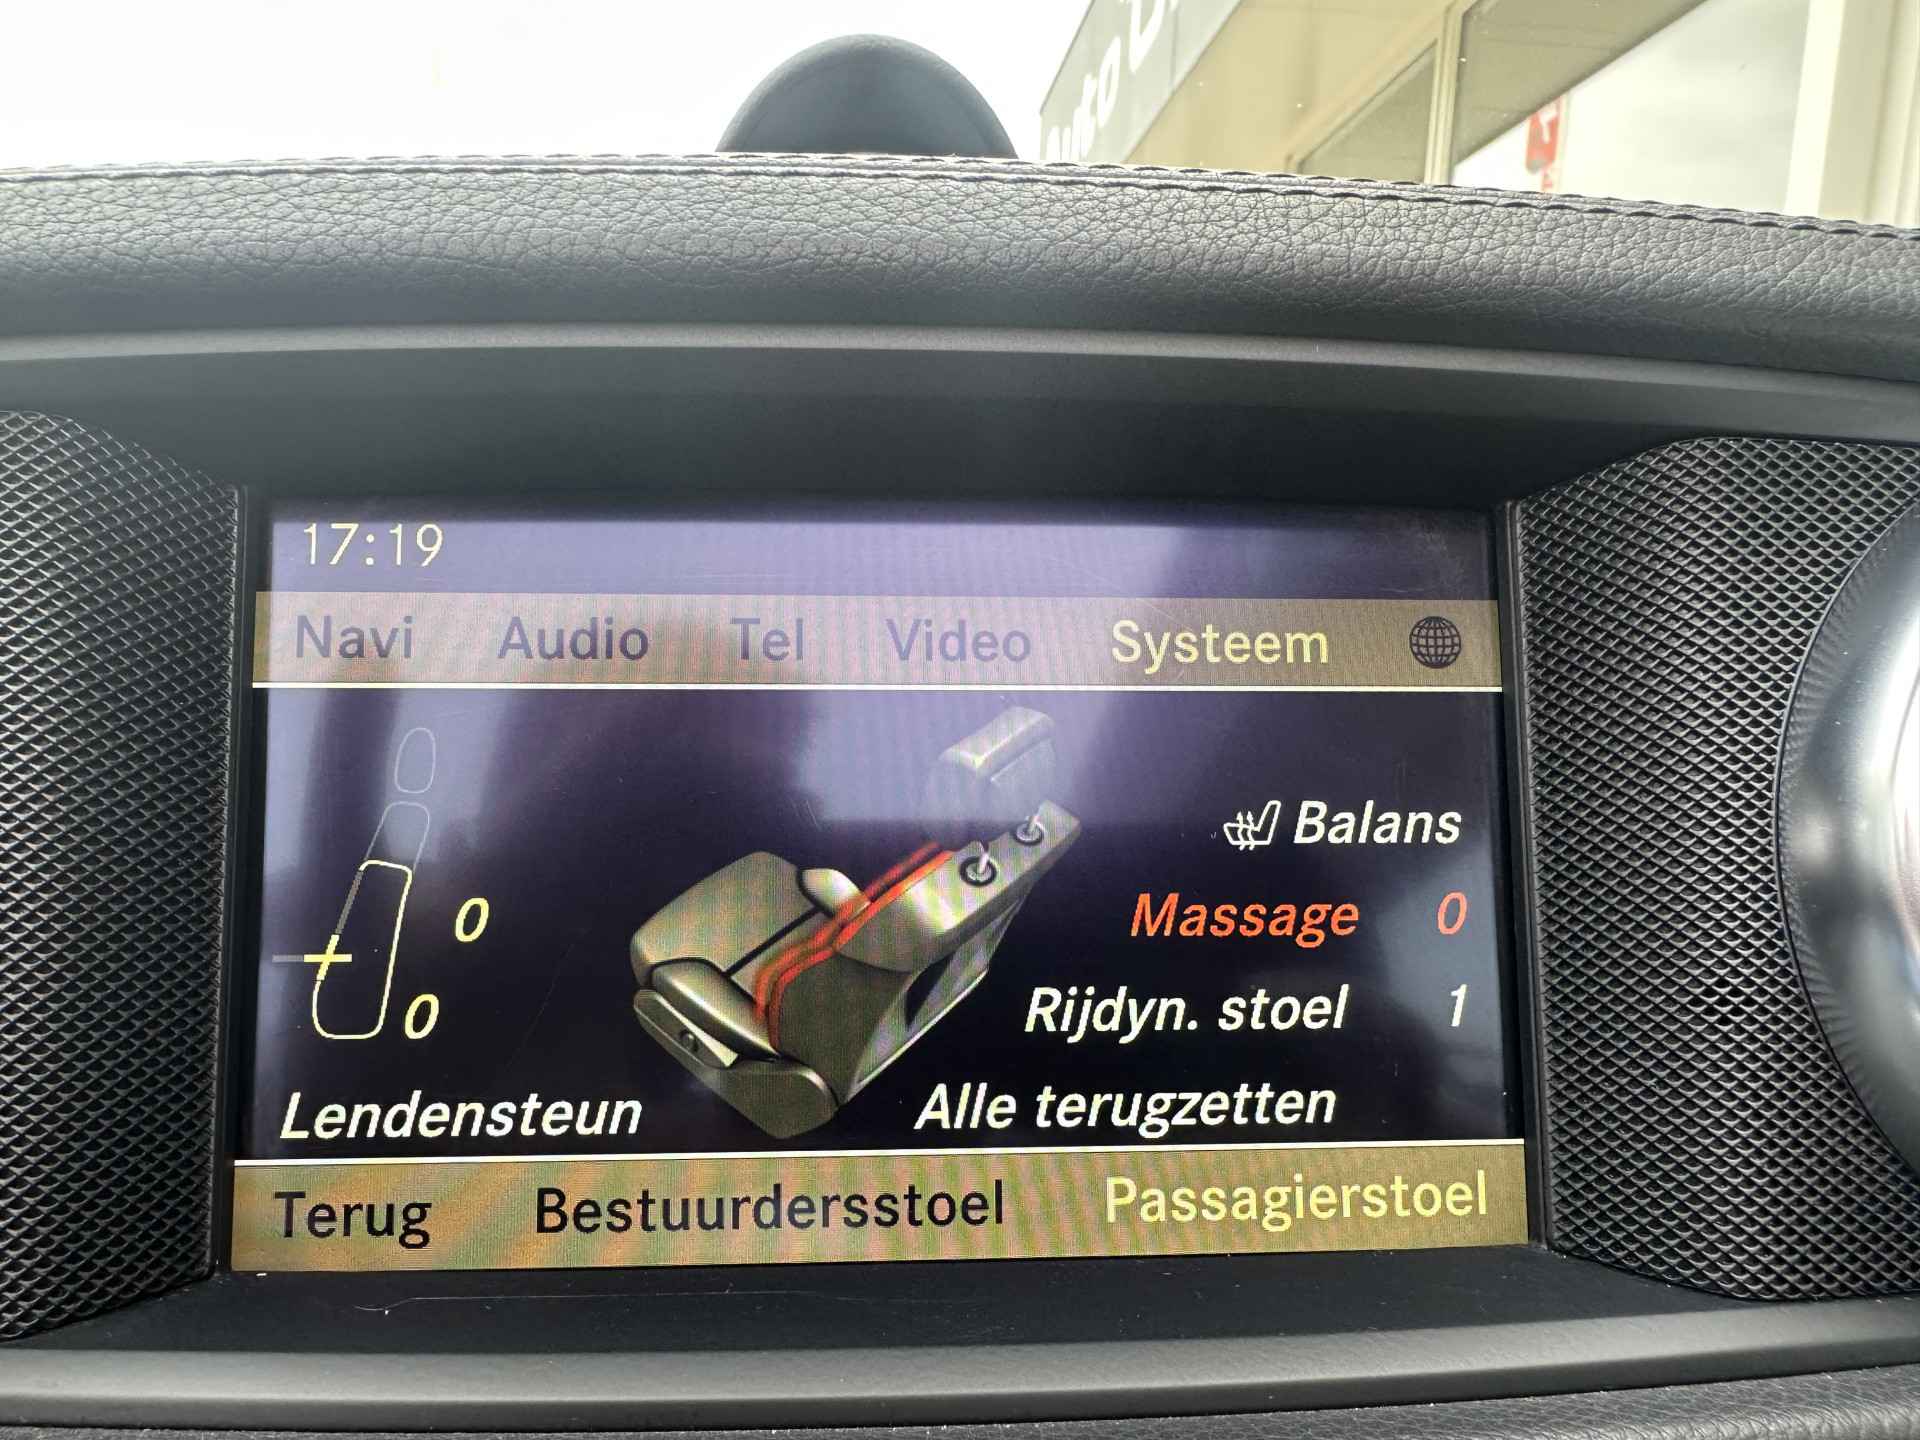 Auto
17:19
Navi Audio Tel Video Systeem
Balans
0 Massage 0
0 Rijdyn. stoel 1
Lendensteun Alle terugzetten
Terug Bestuurdersstoel Passagierstoel